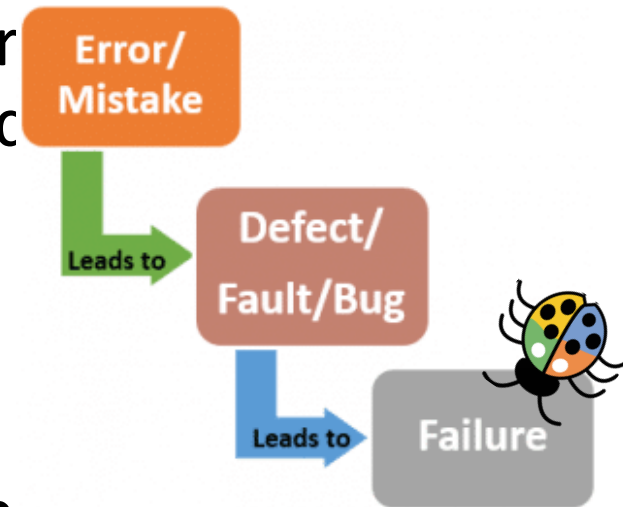 Error/
Mistake
Leads to
Defect/
Fault/Bug
Leads to
Failure